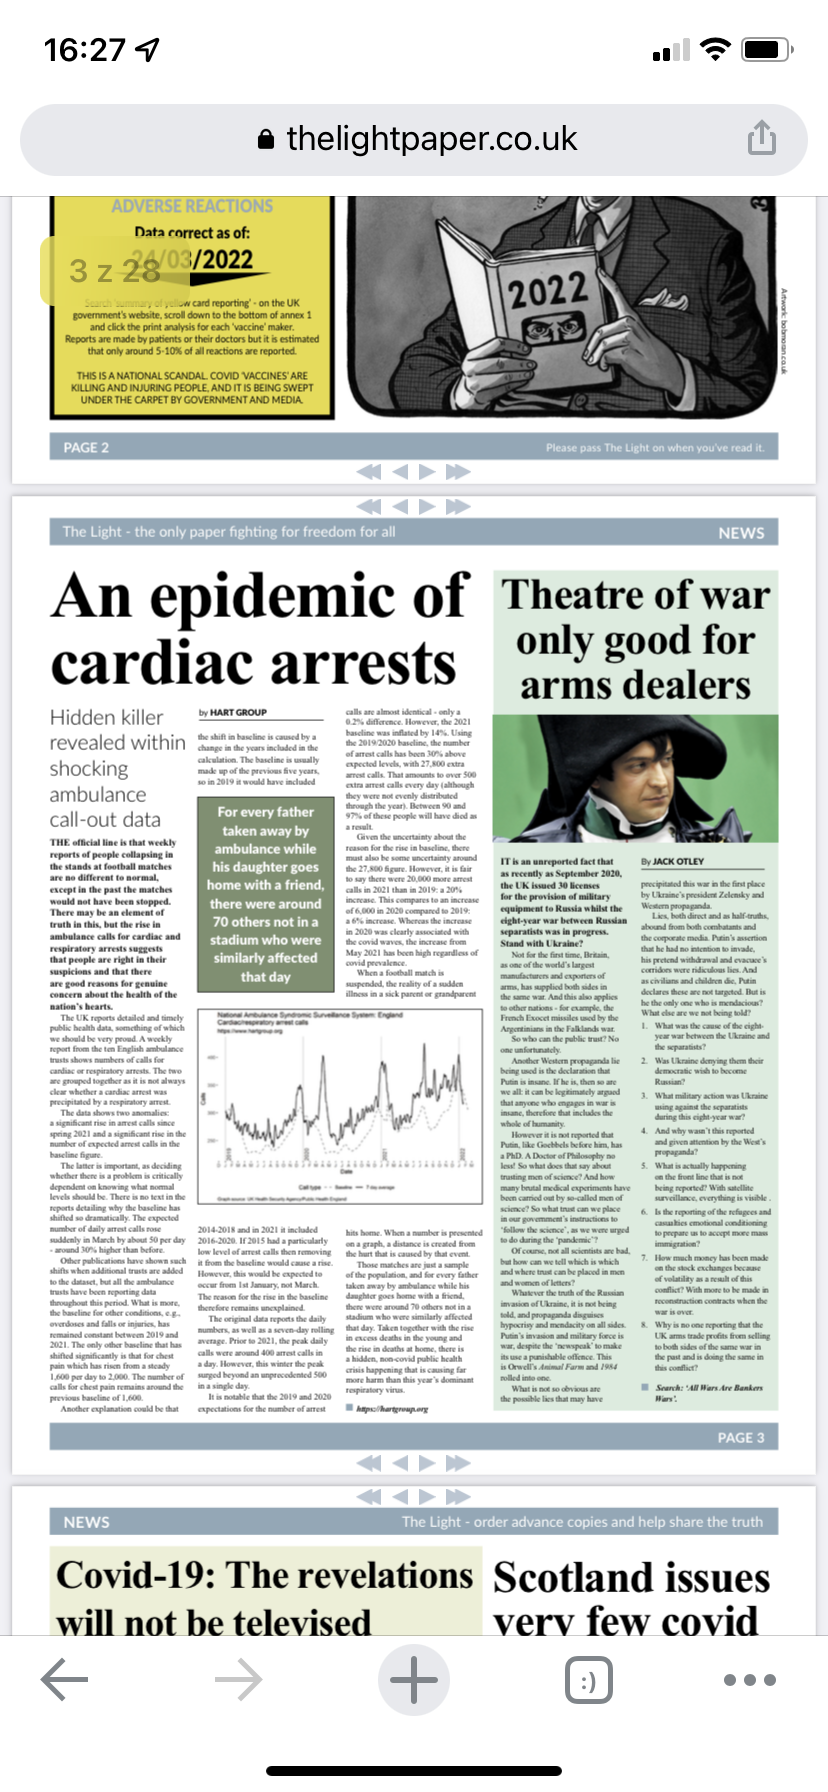 16:27
thelightpaper.co.uk
ADVERSE REACTIONS
Data correct as of:
24/03/2022
3 z 28
Search 'summary of yellow card reporting' - on the UK
government's website, scroll down to the bottom of annex 1
and click the print analysis for each 'vaccine' maker.
Reports are made by patients or their doctors but it is estimated
that only around 5-10% of all reactions are reported.
THIS IS A NATIONAL SCANDAL. COVID 'VACCINES' ARE
KILLING AND INJURING PEOPLE, AND IT IS BEING SWEPT
UNDER THE CARPET BY GOVERNMENT AND MEDIA.
2022
Artwork: bobmoran.co.uk
PAGE 2
Please pass The Light on when you've read it.
The Light - the only paper fighting for freedom for all
NEWS
An epidemic of
cardiac arrests
Hidden killer
revealed within
shocking
ambulance
call-out data
THE official line is that weekly
reports of people collapsing in
the stands at football matches
are no different to normal,
except in the past the matches
would not have been stopped.
There may be an element of
truth in this, but the rise in
ambulance calls for cardiac and
respiratory arrests suggests
that people are right in their
suspicions and that there
are good reasons for genuine
concern about the health of the
nation's hearts.
The UK reports detailed and timely
public health data, something of which
we should be very proud. A weekly
report from the ten English ambulance
trusts shows numbers of calls for
cardiac or respiratory arrests. The two
are grouped together as it is not always
clear whether a cardiac arrest was
precipitated by a respiratory arrest.
The data shows two anomalies:
a significant rise in arrest calls since
spring 2021 and a significant rise in the
number of expected arrest calls in the
baseline figure.
The latter is important, as deciding
whether there is a problem is critically
dependent on knowing what normal
levels should be. There is no text in the
reports detailing why the baseline has
shifted so dramatically. The expected
number of daily arrest calls rose
suddenly in March by about 50 per day
- around 30% higher than before.
Other publications have shown such
shifts when additional trusts are added
to the dataset, but all the ambulance
trusts have been reporting data
throughout this period. What is more,
the baseline for other conditions, e.g.,
overdoses and falls or injuries, has
remained constant between 2019 and
2021. The only other baseline that has
shifted significantly is that for chest
pain which has risen from a steady
1,600 per day to 2,000. The number of
calls for chest pain remains around the
previous baseline of 1,600.
Another explanation could be that
by HART GROUP
the shift in baseline is caused by a
change in the years included in the
calculation. The baseline is usually
made up of the previous five years,
so in 2019 it would have included
For every father
taken away by
ambulance while
his daughter goes
home with a friend,
there were around
70 others not in a
stadium who were
similarly affected
that day
calls are almost identical - only a
0.2% difference. However, the 2021
baseline was inflated by 14%. Using
the 2019/2020 baseline, the number
of arrest calls has been 30% above
expected levels, with 27,800 extra
arrest calls. That amounts to over 500
extra arrest calls every day (although
they were not evenly distributed
through the year). Between 90 and
97% of these people will have died as
a result.
Given the uncertainty about the
reason for the rise in baseline, there
must also be some uncertainty around
the 27,800 figure. However, it is fair
to say there were 20,000 more arrest
calls in 2021 than in 2019: a 20%
increase. This compares to an increase
of 6,000 in 2020 compared to 2019:
a 6% increase. Whereas the increase
in 2020 was clearly associated with
the covid waves, the increase from
May 2021 has been high regardless of
covid prevalence.
When a football match is
suspended, the reality of a sudden
illness in a sick parent or grandparent
National Ambulance Syndromic Surveillance System: England
Cardiac/respiratory arrest calls
https://www.hartgroup.org
Calls
Date
Call type
Baseline
7 day average
2014-2018 and in 2021 it included
2016-2020. If 2015 had a particularly
low level of arrest calls then removing
it from the baseline would cause a rise.
However, this would be expected to
occur from 1st January, not March.
The reason for the rise in the baseline
therefore remains unexplained.
The original data reports the daily
numbers, as well as a seven-day rolling
average. Prior to 2021, the peak daily
calls were around 400 arrest calls in
a day. However, this winter the peak
surged beyond an unprecedented 500
in a single day.
It is notable that the 2019 and 2020
expectations for the number of arrest
hits home. When a number is presented
on a graph, a distance is created from
the hurt that is caused by that event.
Those matches are just a sample
of the population, and for every father
taken away by ambulance while his
daughter goes home with a friend,
there were around 70 others not in a
stadium who were similarly affected
that day. Taken together with the rise
in excess deaths in the young and
the rise in deaths at home, there is
a hidden, non-covid public health
crisis happening that is causing far
more harm than this year's dominant
respiratory virus.
https://hartgroup.org
Theatre of war
only good for
arms dealers
IT is an unreported fact that
as recently as September 2020,
the UK issued 30 licenses
for the provision of military
equipment to Russia whilst the
eight-year war between Russian
separatists was in progress.
Stand with Ukraine?
Not for the first time, Britain,
as one of the world's largest
manufacturers and exporters of
arms, has supplied both sides in
the same war. And this also applies
to other nations - for example, the
French Exocet missiles used by the
Argentinians in the Falklands war.
So who can the public trust? No
one unfortunately.
Another Western propaganda lie
being used is the declaration that
Putin is insane. If he is, then so are
we all: it can be legitimately argued
that anyone who engages in war is
insane, therefore that includes the
whole of humanity.
However it is not reported that
Putin, like Goebbels before him, has
a PhD. A Doctor of Philosophy no
less! So what does that say about
trusting men of science? And how
many brutal medical experiments have
been carried out by so-called men of
science? So what trust can we place
in our government's instructions to
'follow the science', as we were urged
to do during the 'pandemic'?
Of course, not all scientists are bad,
but how can we tell which is which
and where trust can be placed in men
and women of letters?
Whatever the truth of the Russian
invasion of Ukraine, it is not being
told, and propaganda disguises
hypocrisy and mendacity on all sides.
Putin's invasion and military force is
war, despite the 'newspeak' to make
its use a punishable offence. This
is Orwell's Animal Farm and 1984
rolled into one.
What is not so obvious are
the possible lies that may have
By JACK OTLEY
precipitated this war in the first place
by Ukraine's president Zelensky and
Western propaganda.
Lies, both direct and as half-truths,
abound from both combatants and
the corporate media. Putin's assertion
that he had no intention to invade,
his pretend withdrawal and evacuee's
corridors were ridiculous lies. And
as civilians and children die, Putin
declares these are not targeted. But is
he the only one who is mendacious?
What else are we not being told?
1. What was the cause of the eight-
year war between the Ukraine and
the separatists?
2. Was Ukraine denying them their
democratic wish to become
Russian?
3. What military action was Ukraine
using against the separatists
during this eight-year war?
4. And why wasn't this reported
and given attention by the West's
propaganda?
5. What is actually happening
on the front line that is not
being reported? With satellite
surveillance, everything is visible .
6. Is the reporting of the refugees and
casualties emotional conditioning
to prepare us to accept more mass
immigration?
7. How much money has been made
on the stock exchanges because
of volatility as a result of this
conflict? With more to be made in
reconstruction contracts when the
war is over.
8. Why is no one reporting that the
UK arms trade profits from selling
to both sides of the same war in
the past and is doing the same in
this conflict?
Search: 'All Wars Are Bankers
Wars'.
PAGE 3
NEWS
The Light - order advance copies and help share the truth
Covid-19: The revelations
will not be televised
Scotland issues
very few covid
:)